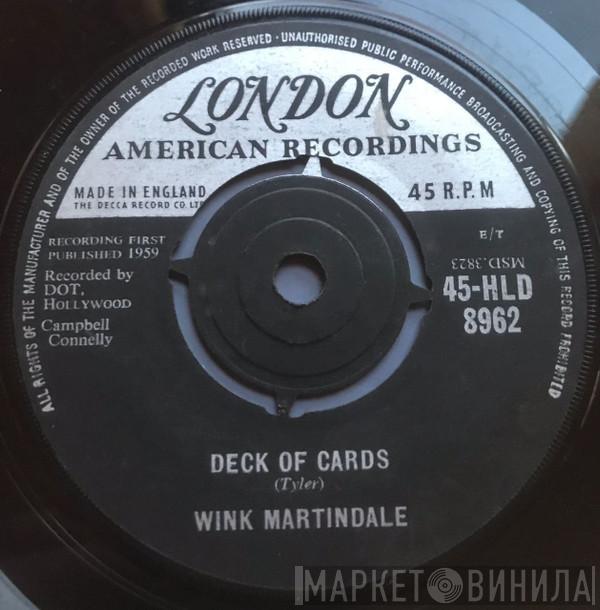 ALL RIGHTS OF THE MANUFACTURER AND OF THE OWNER OF THE RECORDED WORK RESERVED · UNAUTHORISED PUBLIC PERFORMANCE BROADCASTING AND COPYING OF THIS RECORD PROHIBITED
LONDON
AMERICAN RECORDINGS
MADE IN ENGLAND
THE DECCA RECORD CO. LTD
45 R.P.M
RECORDING FIRST
PUBLISHED 1959
E/T
Recorded by
DOT,
HOLLYWOOD
MSD.3823
45-HLD
8962
Campbell
Connelly
DECK OF CARDS
(Tyler)
WINK MARTINDALE
МАРКЕТ ВИНИЛА